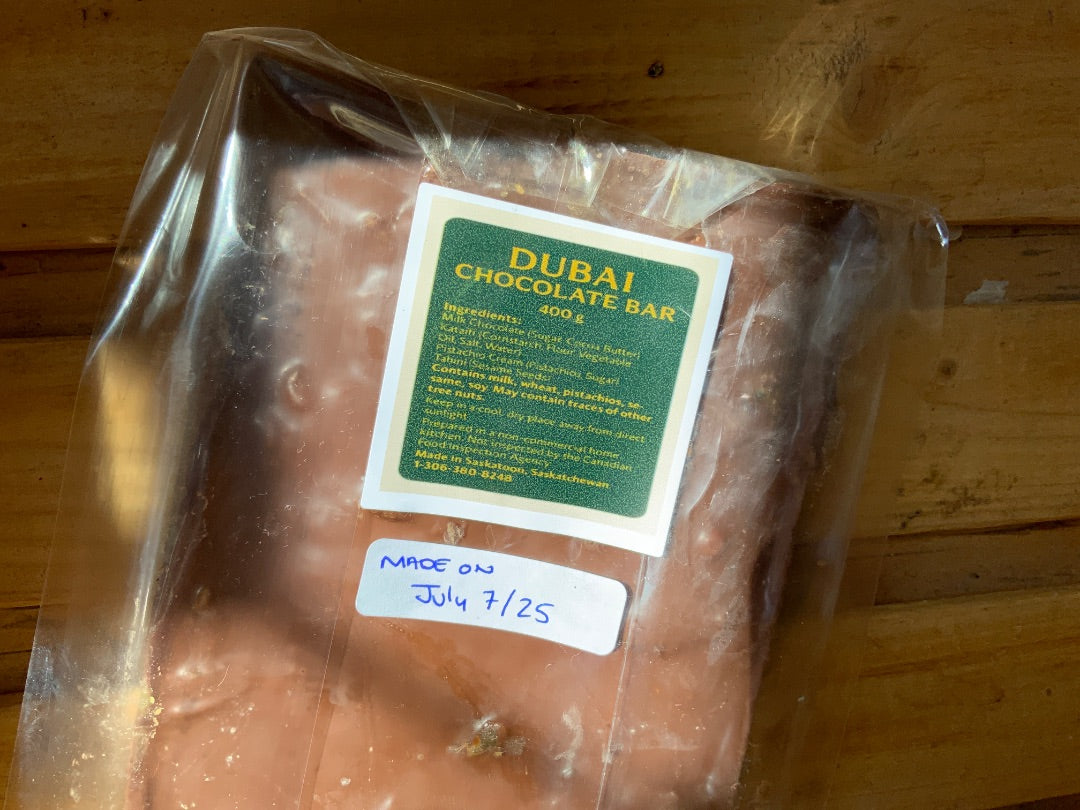 DUBAI
CHOCOLATE BAR
400 g
Ingredients:
Milk Chocolate (Sugar, Cocoa Butter)
Kataifi (Cornstarch, Flour, Vegetable
Oil, Salt, Water)
Pistachio Cream (Pistachios, Sugar)
Tahini (Sesame Seeds)
Contains milk, wheat, pistachios, se-
same, soy. May contain traces of other
tree nuts.
Keep in a cool, dry place away from direct
sunlight.
Prepared in a non-commercial home
kitchen. Not inspected by the Canadian
Food Inspection Agency.
Made in Saskatoon, Saskatchewan
1-306-380-8248
MADE ON
July 7/25